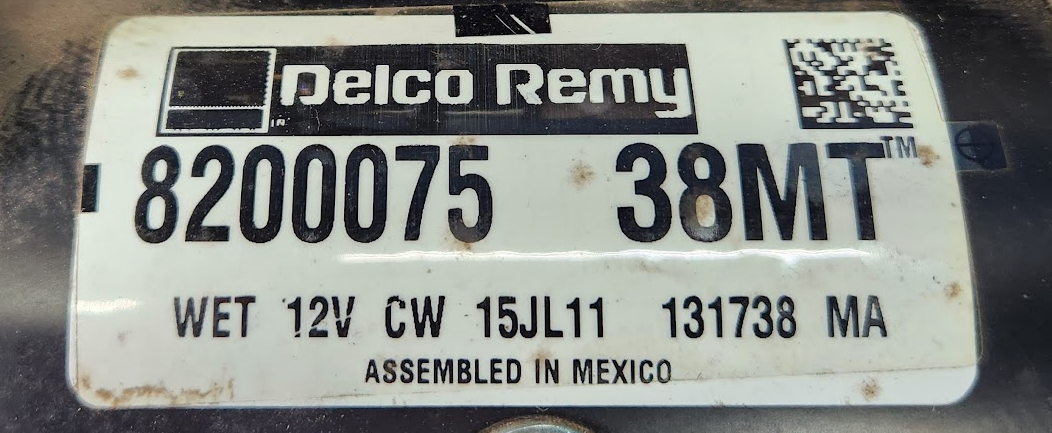 Delco Remy
8200075 38MT™
WET 12V CW 15JL11 131738 MA
ASSEMBLED IN MEXICO